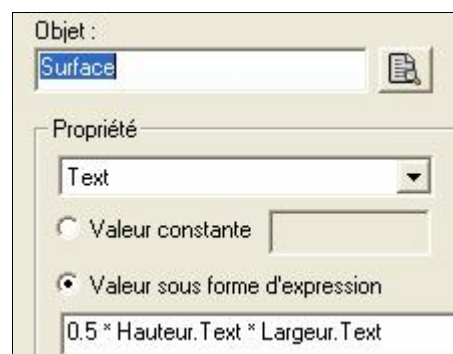 Objet :
Surface
Propriété
Text
Valeur constante
Valeur sous forme d'expression
0.5 * Hauteur.Text * Largeur.Text